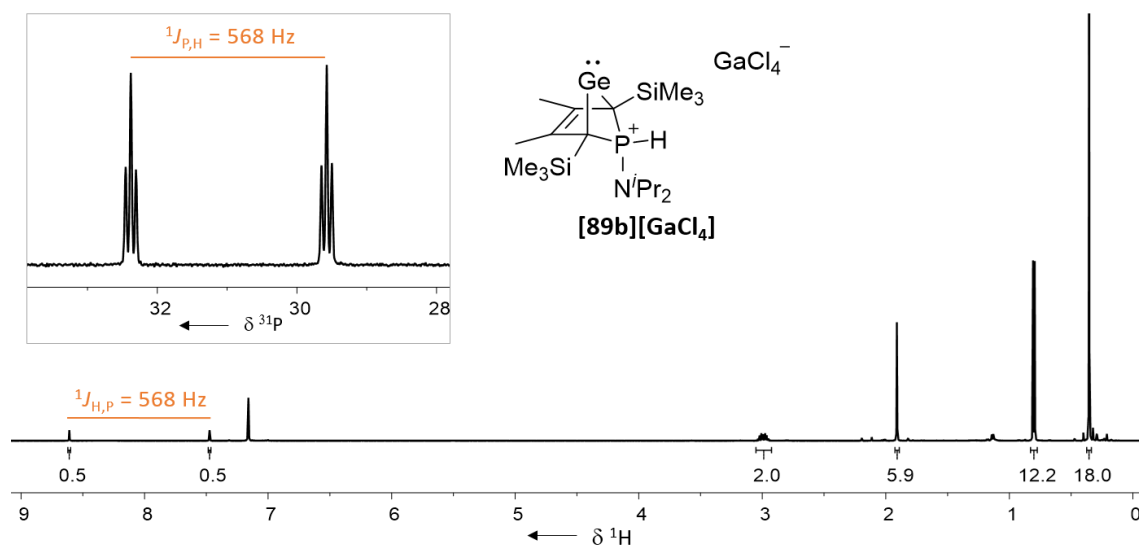 ¹J_P,H = 568 Hz
32
30
28
δ ³¹P
Ge
SiMe₃
GaCl₄⁻
P⁺
H
Me₃Si
NⁱPr₂
[89b][GaCl₄]
¹J_H,P = 568 Hz
0.5
0.5
2.0
5.9
12.2
18.0
9
8
7
6
5
4
3
2
1
0
δ ¹H